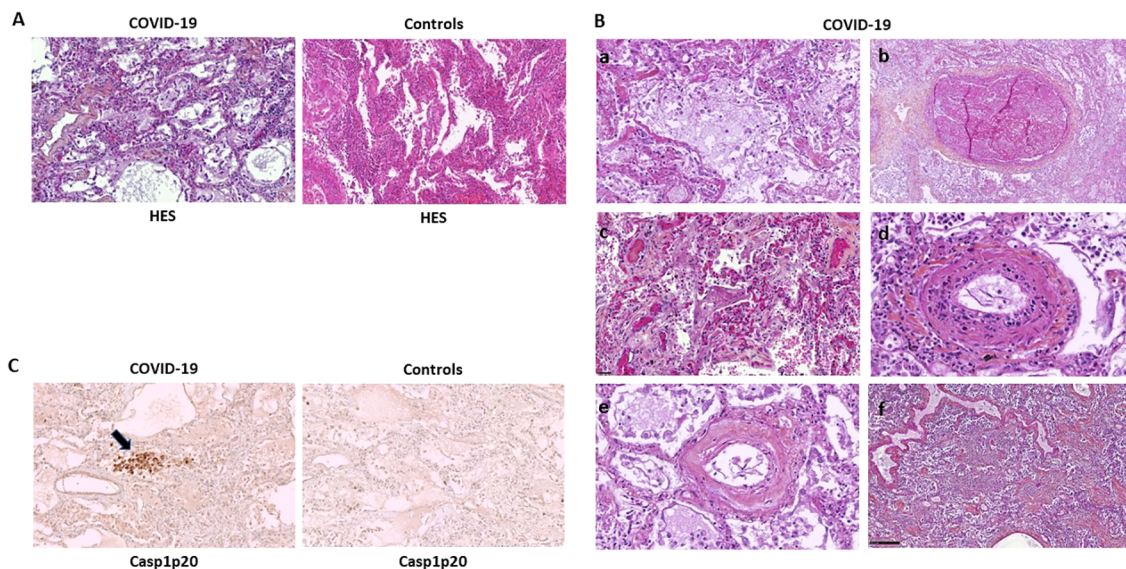 A
COVID-19
Controls
HES
HES
B
COVID-19
a
b
c
d
e
f
C
COVID-19
Controls
Casp1p20
Casp1p20